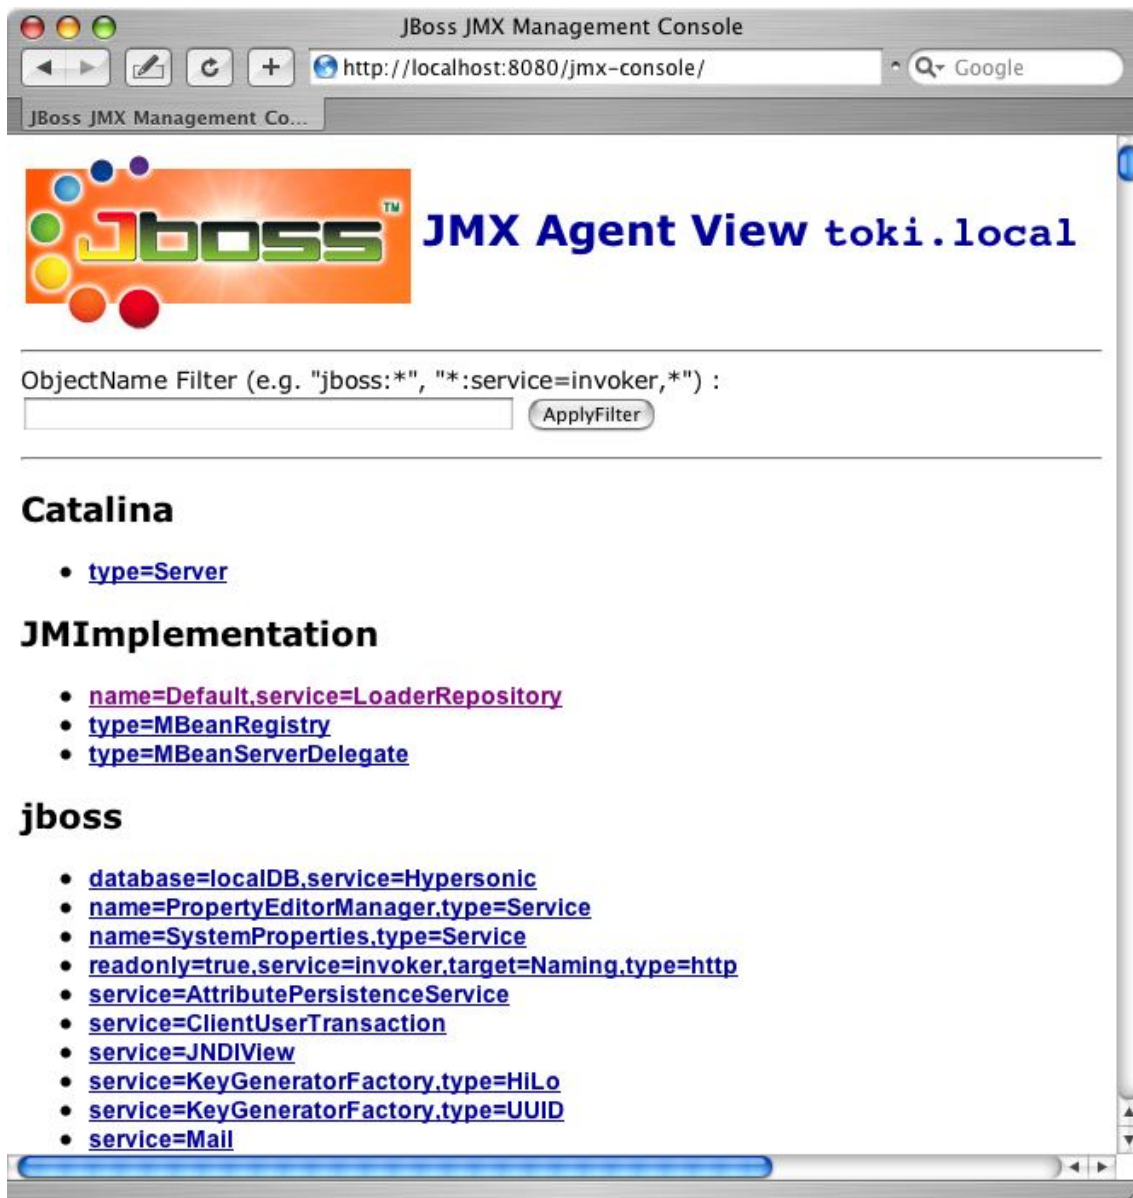 JBoss JMX Management Console
http://localhost:8080/jmx-console/
Google
JBoss JMX Management Co...
Jboss™
JMX Agent View toki.local
ObjectName Filter (e.g. "jboss:*", "*:service=invoker,*") :
ApplyFilter
Catalina
• type=Server
JMImplementation
• name=Default,service=LoaderRepository
• type=MBeanRegistry
• type=MBeanServerDelegate
jboss
• database=localDB,service=Hypersonic
• name=PropertyEditorManager,type=Service
• name=SystemProperties,type=Service
• readonly=true,service=invoker,target=Naming,type=http
• service=AttributePersistenceService
• service=ClientUserTransaction
• service=JNDIView
• service=KeyGeneratorFactory,type=HiLo
• service=KeyGeneratorFactory,type=UUID
• service=Mail